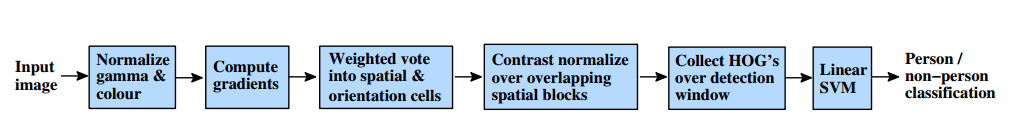 Input
image
Normalize
gamma &
colour
Compute
gradients
Weighted vote
into spatial &
orientation cells
Contrast normalize
over overlapping
spatial blocks
Collect HOG's
over detection
window
Linear
SVM
Person /
non−person
classification